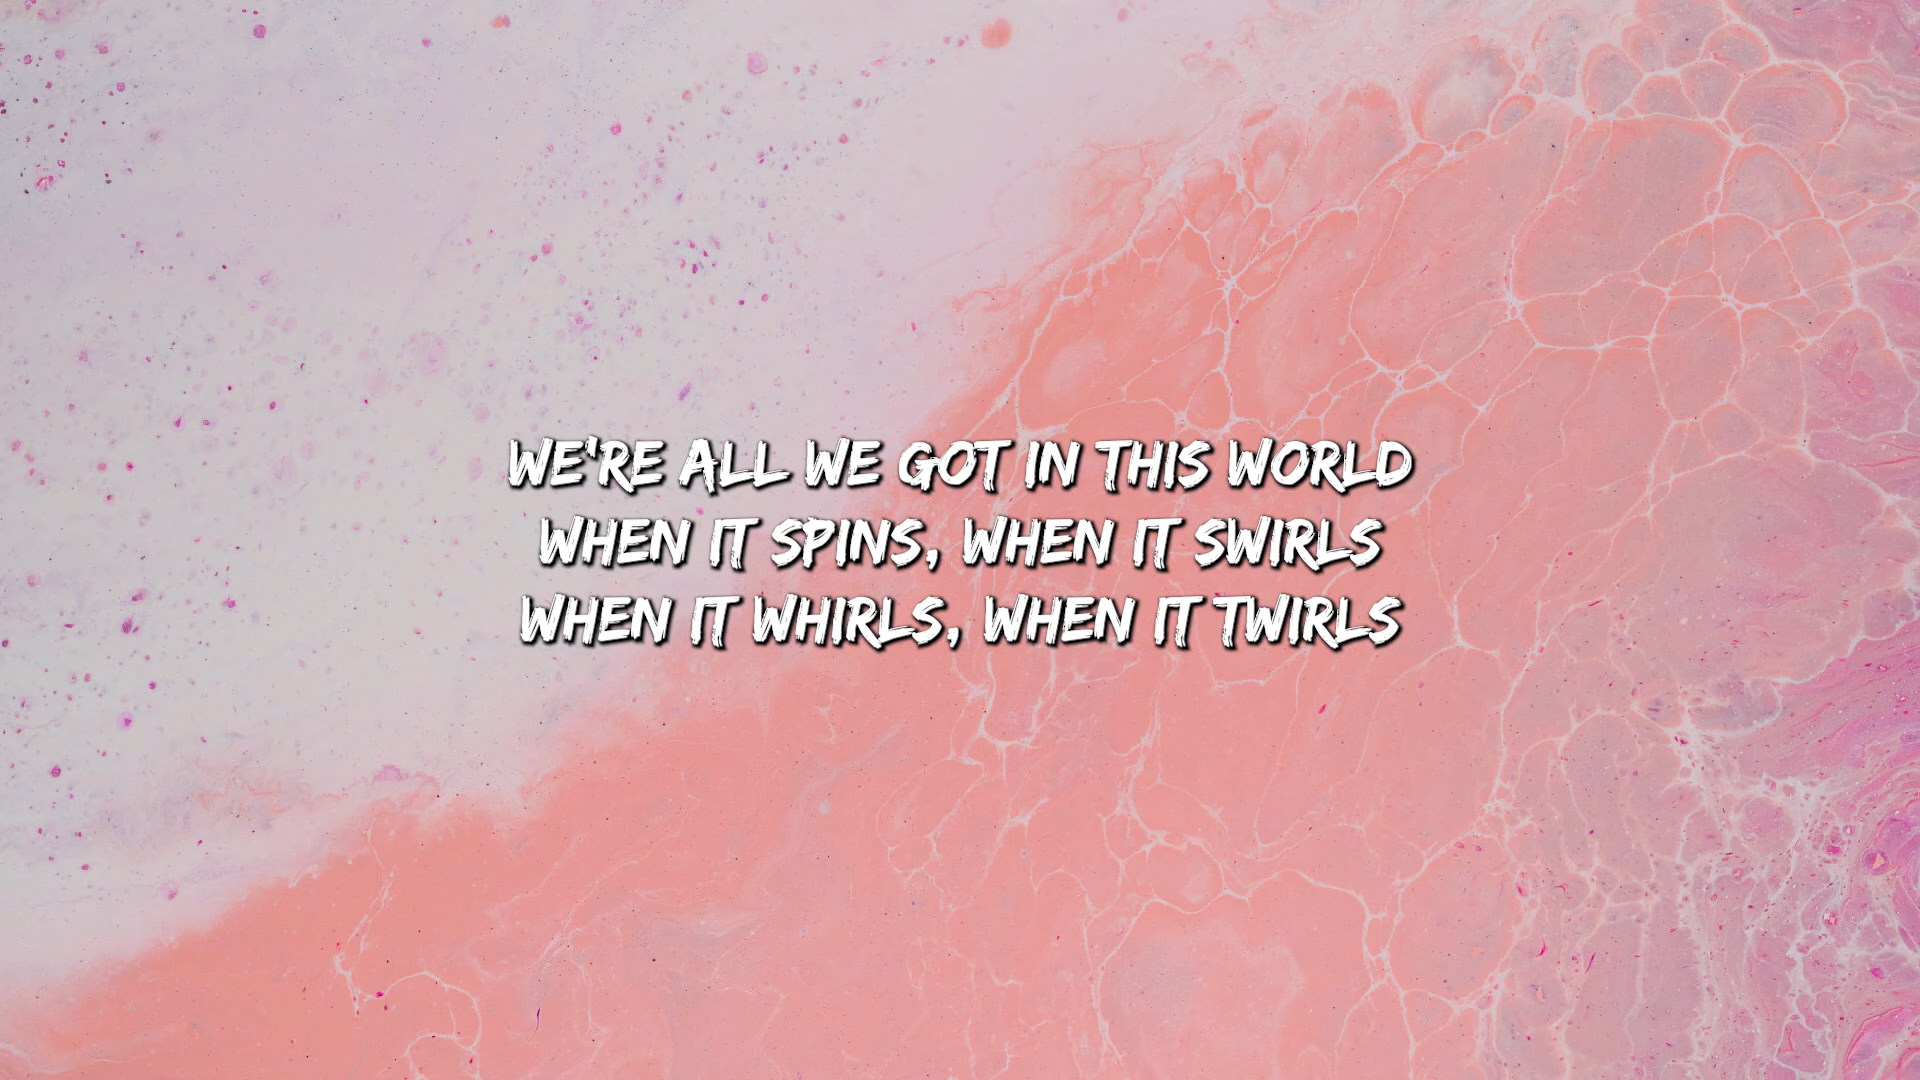 WE'RE ALL WE GOT IN THIS WORLD
WHEN IT SPINS, WHEN IT SWIRLS
WHEN IT WHIRLS, WHEN IT TWIRLS